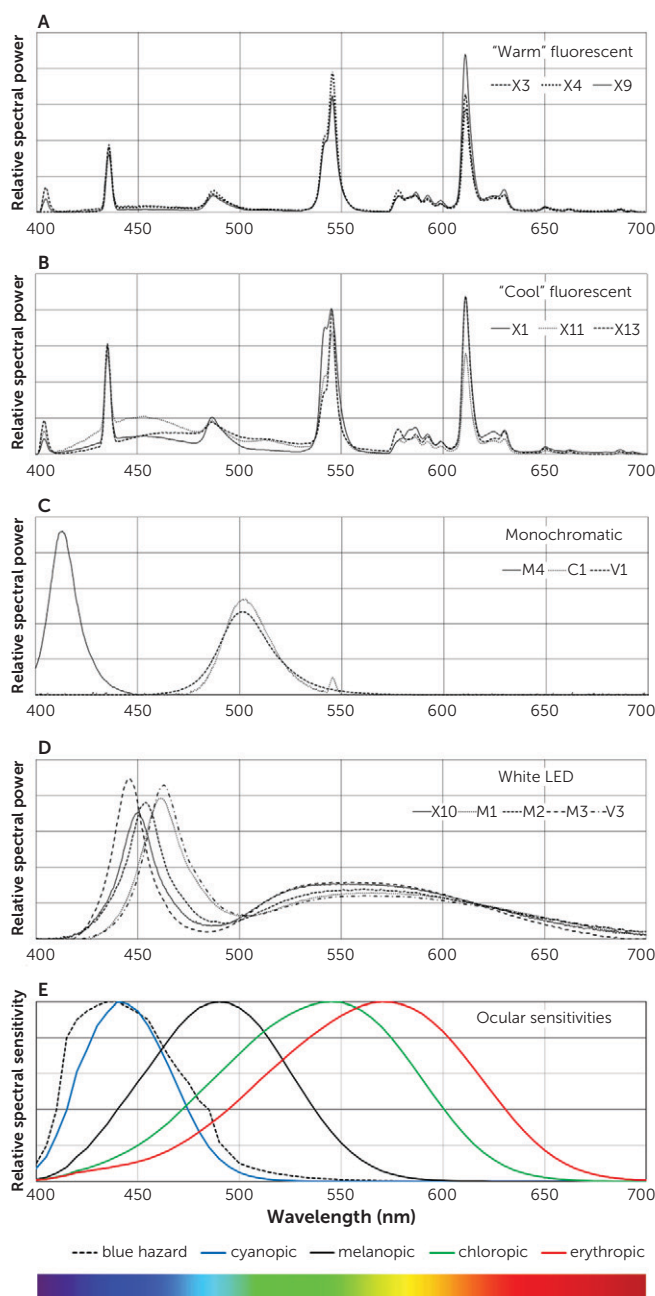 A
Relative spectral power
"Warm" fluorescent
X3 X4 X9
400 450 500 550 600 650 700
B
Relative spectral power
"Cool" fluorescent
X1 X11 X13
400 450 500 550 600 650 700
C
Relative spectral power
Monochromatic
M4 C1 V1
400 450 500 550 600 650 700
D
Relative spectral power
White LED
X10 M1 M2 M3 V3
400 450 500 550 600 650 700
E
Relative spectral sensitivity
Ocular sensitivities
400 450 500 550 600 650 700
Wavelength (nm)
blue hazard cyanopic melanopic chloropic erythropic